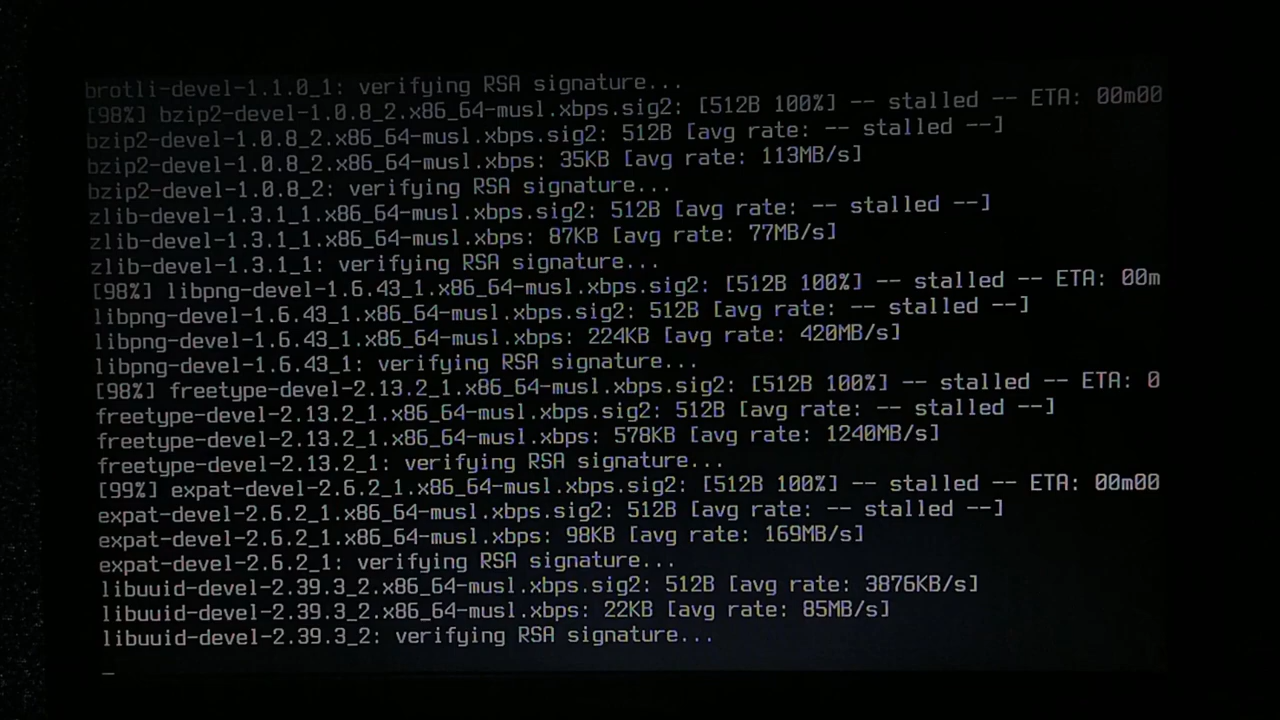 brotli-devel-1.1.0_1: verifying RSA signature...
[98%] bzip2-devel-1.0.8_2.x86_64-musl.xbps.sig2: [512B 100%] -- stalled -- ETA: 00m00
bzip2-devel-1.0.8_2.x86_64-musl.xbps.sig2: 512B [avg rate: -- stalled --]
bzip2-devel-1.0.8_2.x86_64-musl.xbps: 35KB [avg rate: 113MB/s]
bzip2-devel-1.0.8_2: verifying RSA signature...
zlib-devel-1.3.1_1.x86_64-musl.xbps.sig2: 512B [avg rate: -- stalled --]
zlib-devel-1.3.1_1.x86_64-musl.xbps: 87KB [avg rate: 77MB/s]
zlib-devel-1.3.1_1: verifying RSA signature...
[98%] libpng-devel-1.6.43_1.x86_64-musl.xbps.sig2: [512B 100%] -- stalled -- ETA: 00m
libpng-devel-1.6.43_1.x86_64-musl.xbps.sig2: 512B [avg rate: -- stalled --]
libpng-devel-1.6.43_1.x86_64-musl.xbps: 224KB [avg rate: 420MB/s]
libpng-devel-1.6.43_1: verifying RSA signature...
[98%] freetype-devel-2.13.2_1.x86_64-musl.xbps.sig2: [512B 100%] -- stalled -- ETA: 0
freetype-devel-2.13.2_1.x86_64-musl.xbps.sig2: 512B [avg rate: -- stalled --]
freetype-devel-2.13.2_1.x86_64-musl.xbps: 578KB [avg rate: 1240MB/s]
freetype-devel-2.13.2_1: verifying RSA signature...
[99%] expat-devel-2.6.2_1.x86_64-musl.xbps.sig2: [512B 100%] -- stalled -- ETA: 00m00
expat-devel-2.6.2_1.x86_64-musl.xbps.sig2: 512B [avg rate: -- stalled --]
expat-devel-2.6.2_1.x86_64-musl.xbps: 98KB [avg rate: 169MB/s]
expat-devel-2.6.2_1: verifying RSA signature...
libuuid-devel-2.39.3_2.x86_64-musl.xbps.sig2: 512B [avg rate: 3876KB/s]
libuuid-devel-2.39.3_2.x86_64-musl.xbps: 22KB [avg rate: 85MB/s]
libuuid-devel-2.39.3_2: verifying RSA signature...
_